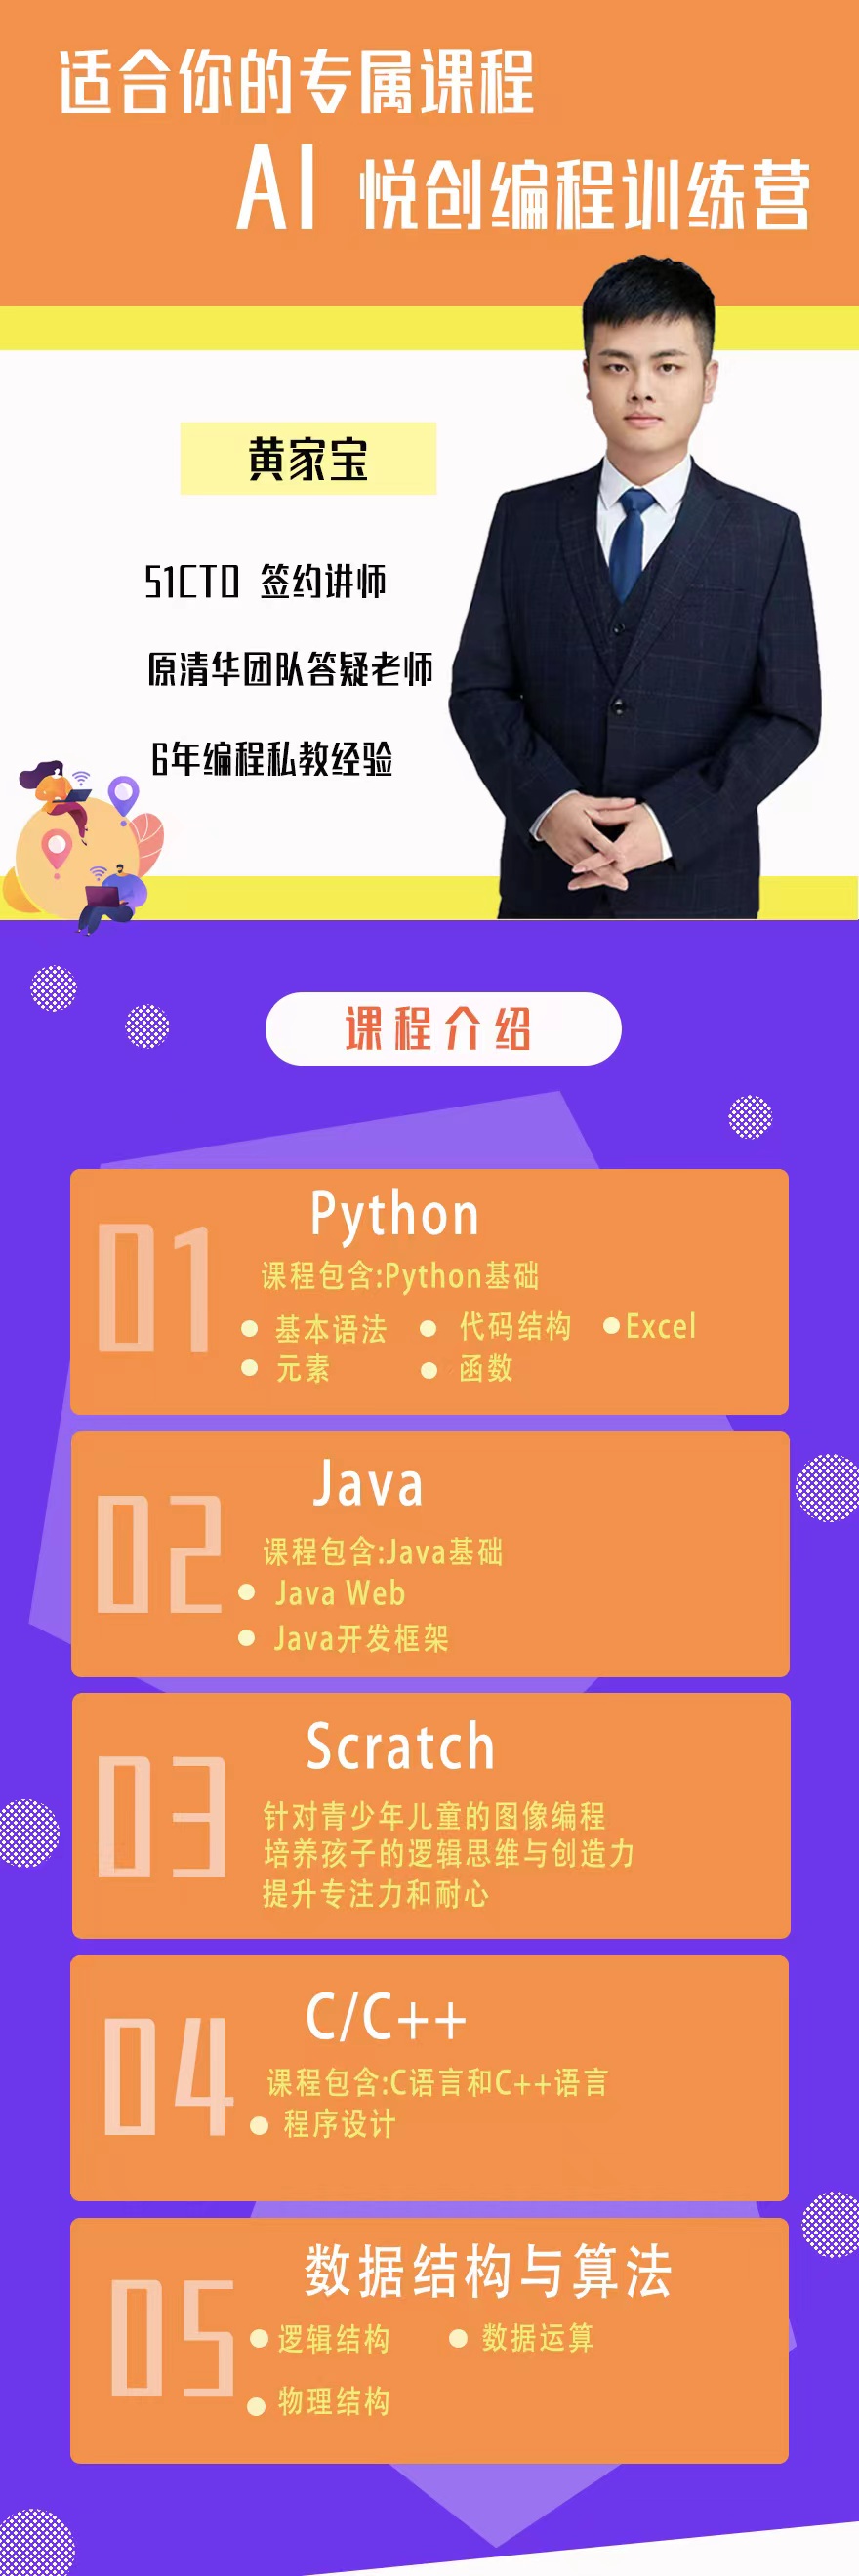 适合你的专属课程
AI 悦创编程训练营
黄家宝
51CTO 签约讲师
原清华团队答疑老师
6年编程私教经验
课程介绍
01
Python
课程包含:Python基础
基本语法 代码结构 Excel
元素 函数
02
Java
课程包含:Java基础
Java Web
Java开发框架
03
Scratch
针对青少年儿童的图像编程
培养孩子的逻辑思维与创造力
提升专注力和耐心
04
C/C++
课程包含:C语言和C++语言
程序设计
05
数据结构与算法
逻辑结构 数据运算
物理结构